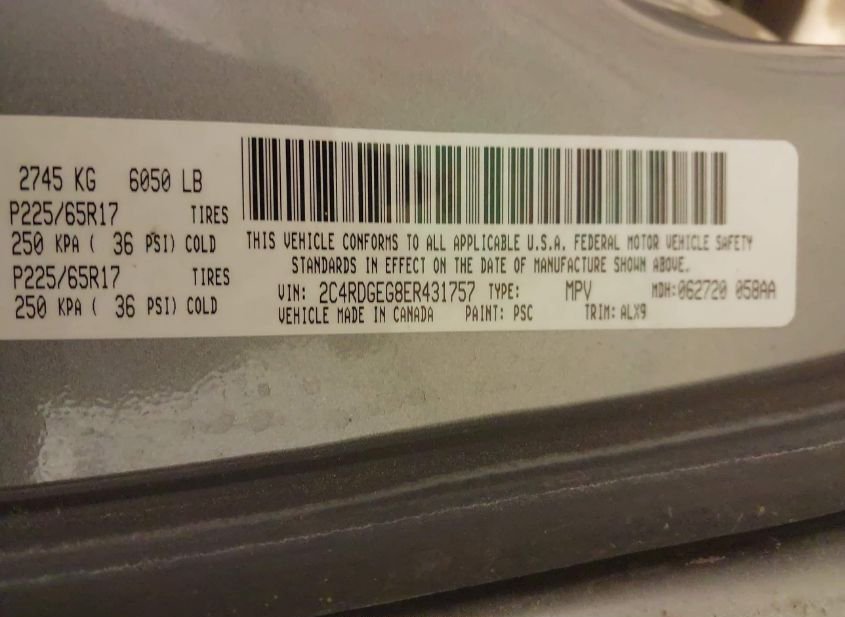 2745 KG 6050 LB
P225/65R17 TIRES
250 KPA ( 36 PSI) COLD
P225/65R17 TIRES
250 KPA ( 36 PSI) COLD
THIS VEHICLE CONFORMS TO ALL APPLICABLE U.S.A. FEDERAL MOTOR VEHICLE SAFETY
STANDARDS IN EFFECT ON THE DATE OF MANUFACTURE SHOWN ABOVE.
VIN: 2C4RDGEG8ER431757 TYPE: MPV MDH:062720 058AA
VEHICLE MADE IN CANADA PAINT: PSC TRIM: ALX9